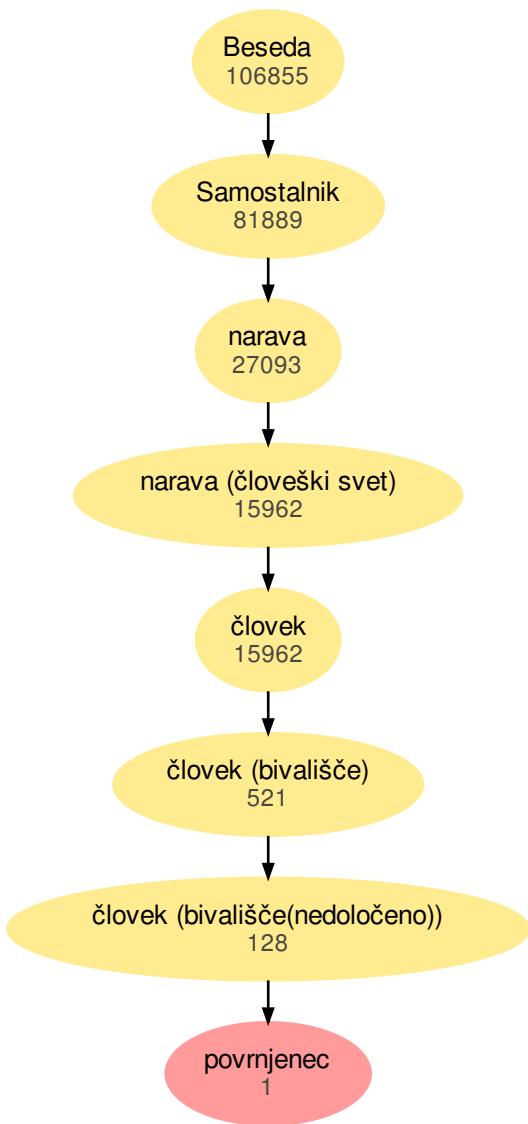 Beseda
106855
Samostalnik
81889
narava
27093
narava (človeški svet)
15962
človek
15962
človek (bivališče)
521
človek (bivališče(nedoločeno))
128
povrnjenec
1